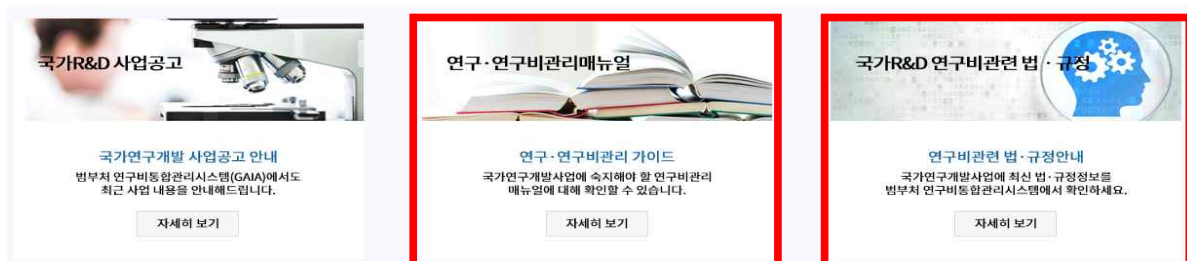 국가R&D 사업공고
국가연구개발 사업공고 안내
범부처 연구비통합관리시스템(GAIA)에서도
최근 사업 내용을 안내해드립니다.
자세히 보기
연구·연구비관리매뉴얼
연구·연구비관리 가이드
국가연구개발사업에 숙지해야 할 연구비관리
매뉴얼에 대해 확인할 수 있습니다.
자세히 보기
국가R&D 연구비관련 법·규정
연구비관련 법·규정안내
국가연구개발사업에 최신 법·규정정보를
범부처 연구비통합관리시스템에서 확인하세요.
자세히 보기